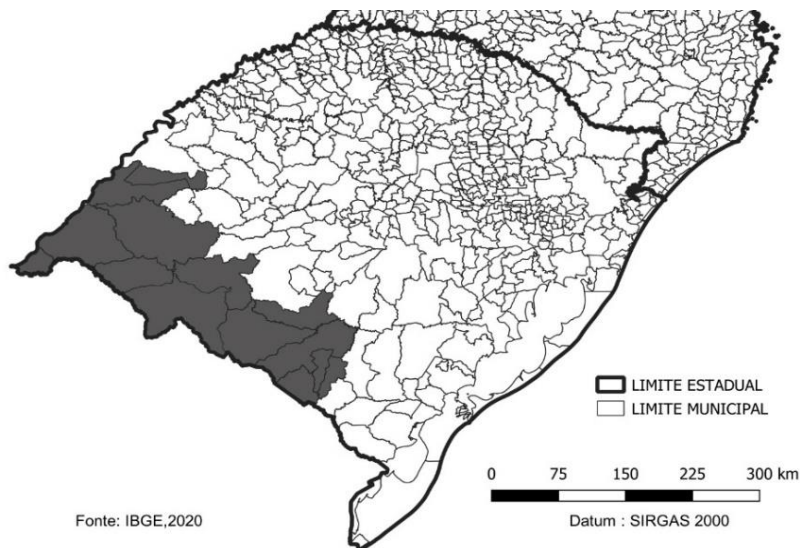 LIMITE ESTADUAL
LIMITE MUNICIPAL
0 75 150 225 300 km
Fonte: IBGE,2020
Datum : SIRGAS 2000